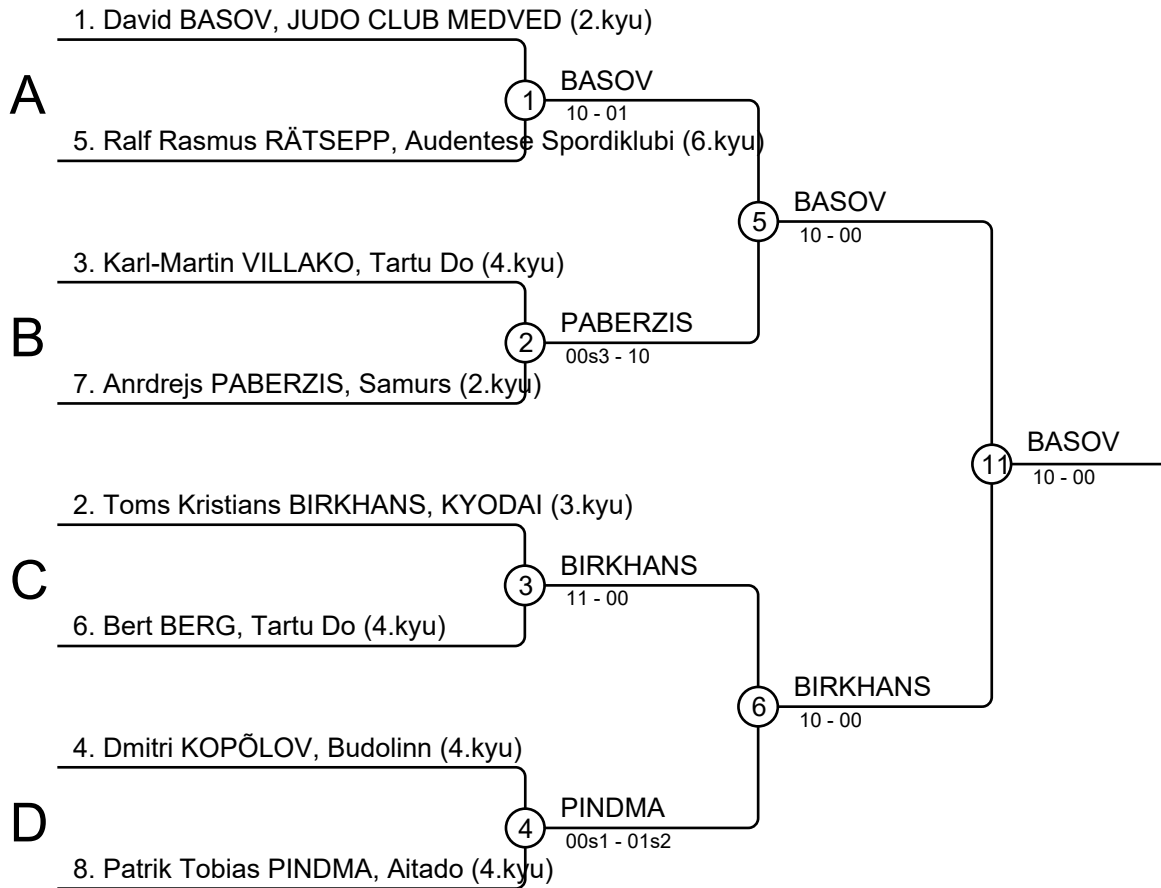 1. David BASOV, JUDO CLUB MEDVED (2.kyu)
A
1
BASOV
10 - 01
5. Ralf Rasmus RÄTSEPP, Audentese Spordiklubi (6.kyu)
5
BASOV
10 - 00
3. Karl-Martin VILLAKO, Tartu Do (4.kyu)
B
2
PABERZIS
00s3 - 10
7. Anrdrejs PABERZIS, Samurs (2.kyu)
11
BASOV
10 - 00
2. Toms Kristians BIRKHANS, KYODAI (3.kyu)
C
3
BIRKHANS
11 - 00
6. Bert BERG, Tartu Do (4.kyu)
6
BIRKHANS
10 - 00
4. Dmitri KOPÕLOV, Budolinn (4.kyu)
D
4
PINDMA
00s1 - 01s2
8. Patrik Tobias PINDMA, Aitado (4.kyu)